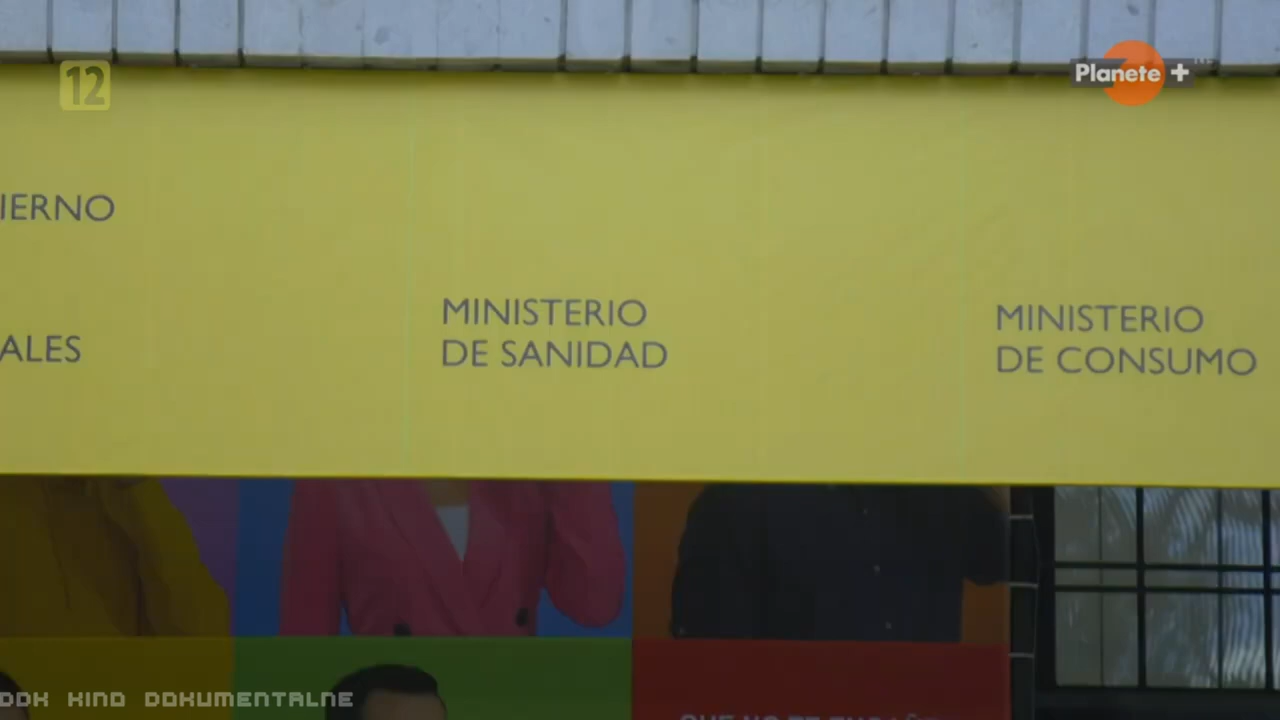 12
Planete +
IERNO
ALES
MINISTERIO
DE SANIDAD
MINISTERIO
DE CONSUMO
DDK KINO DOKUMENTALNE